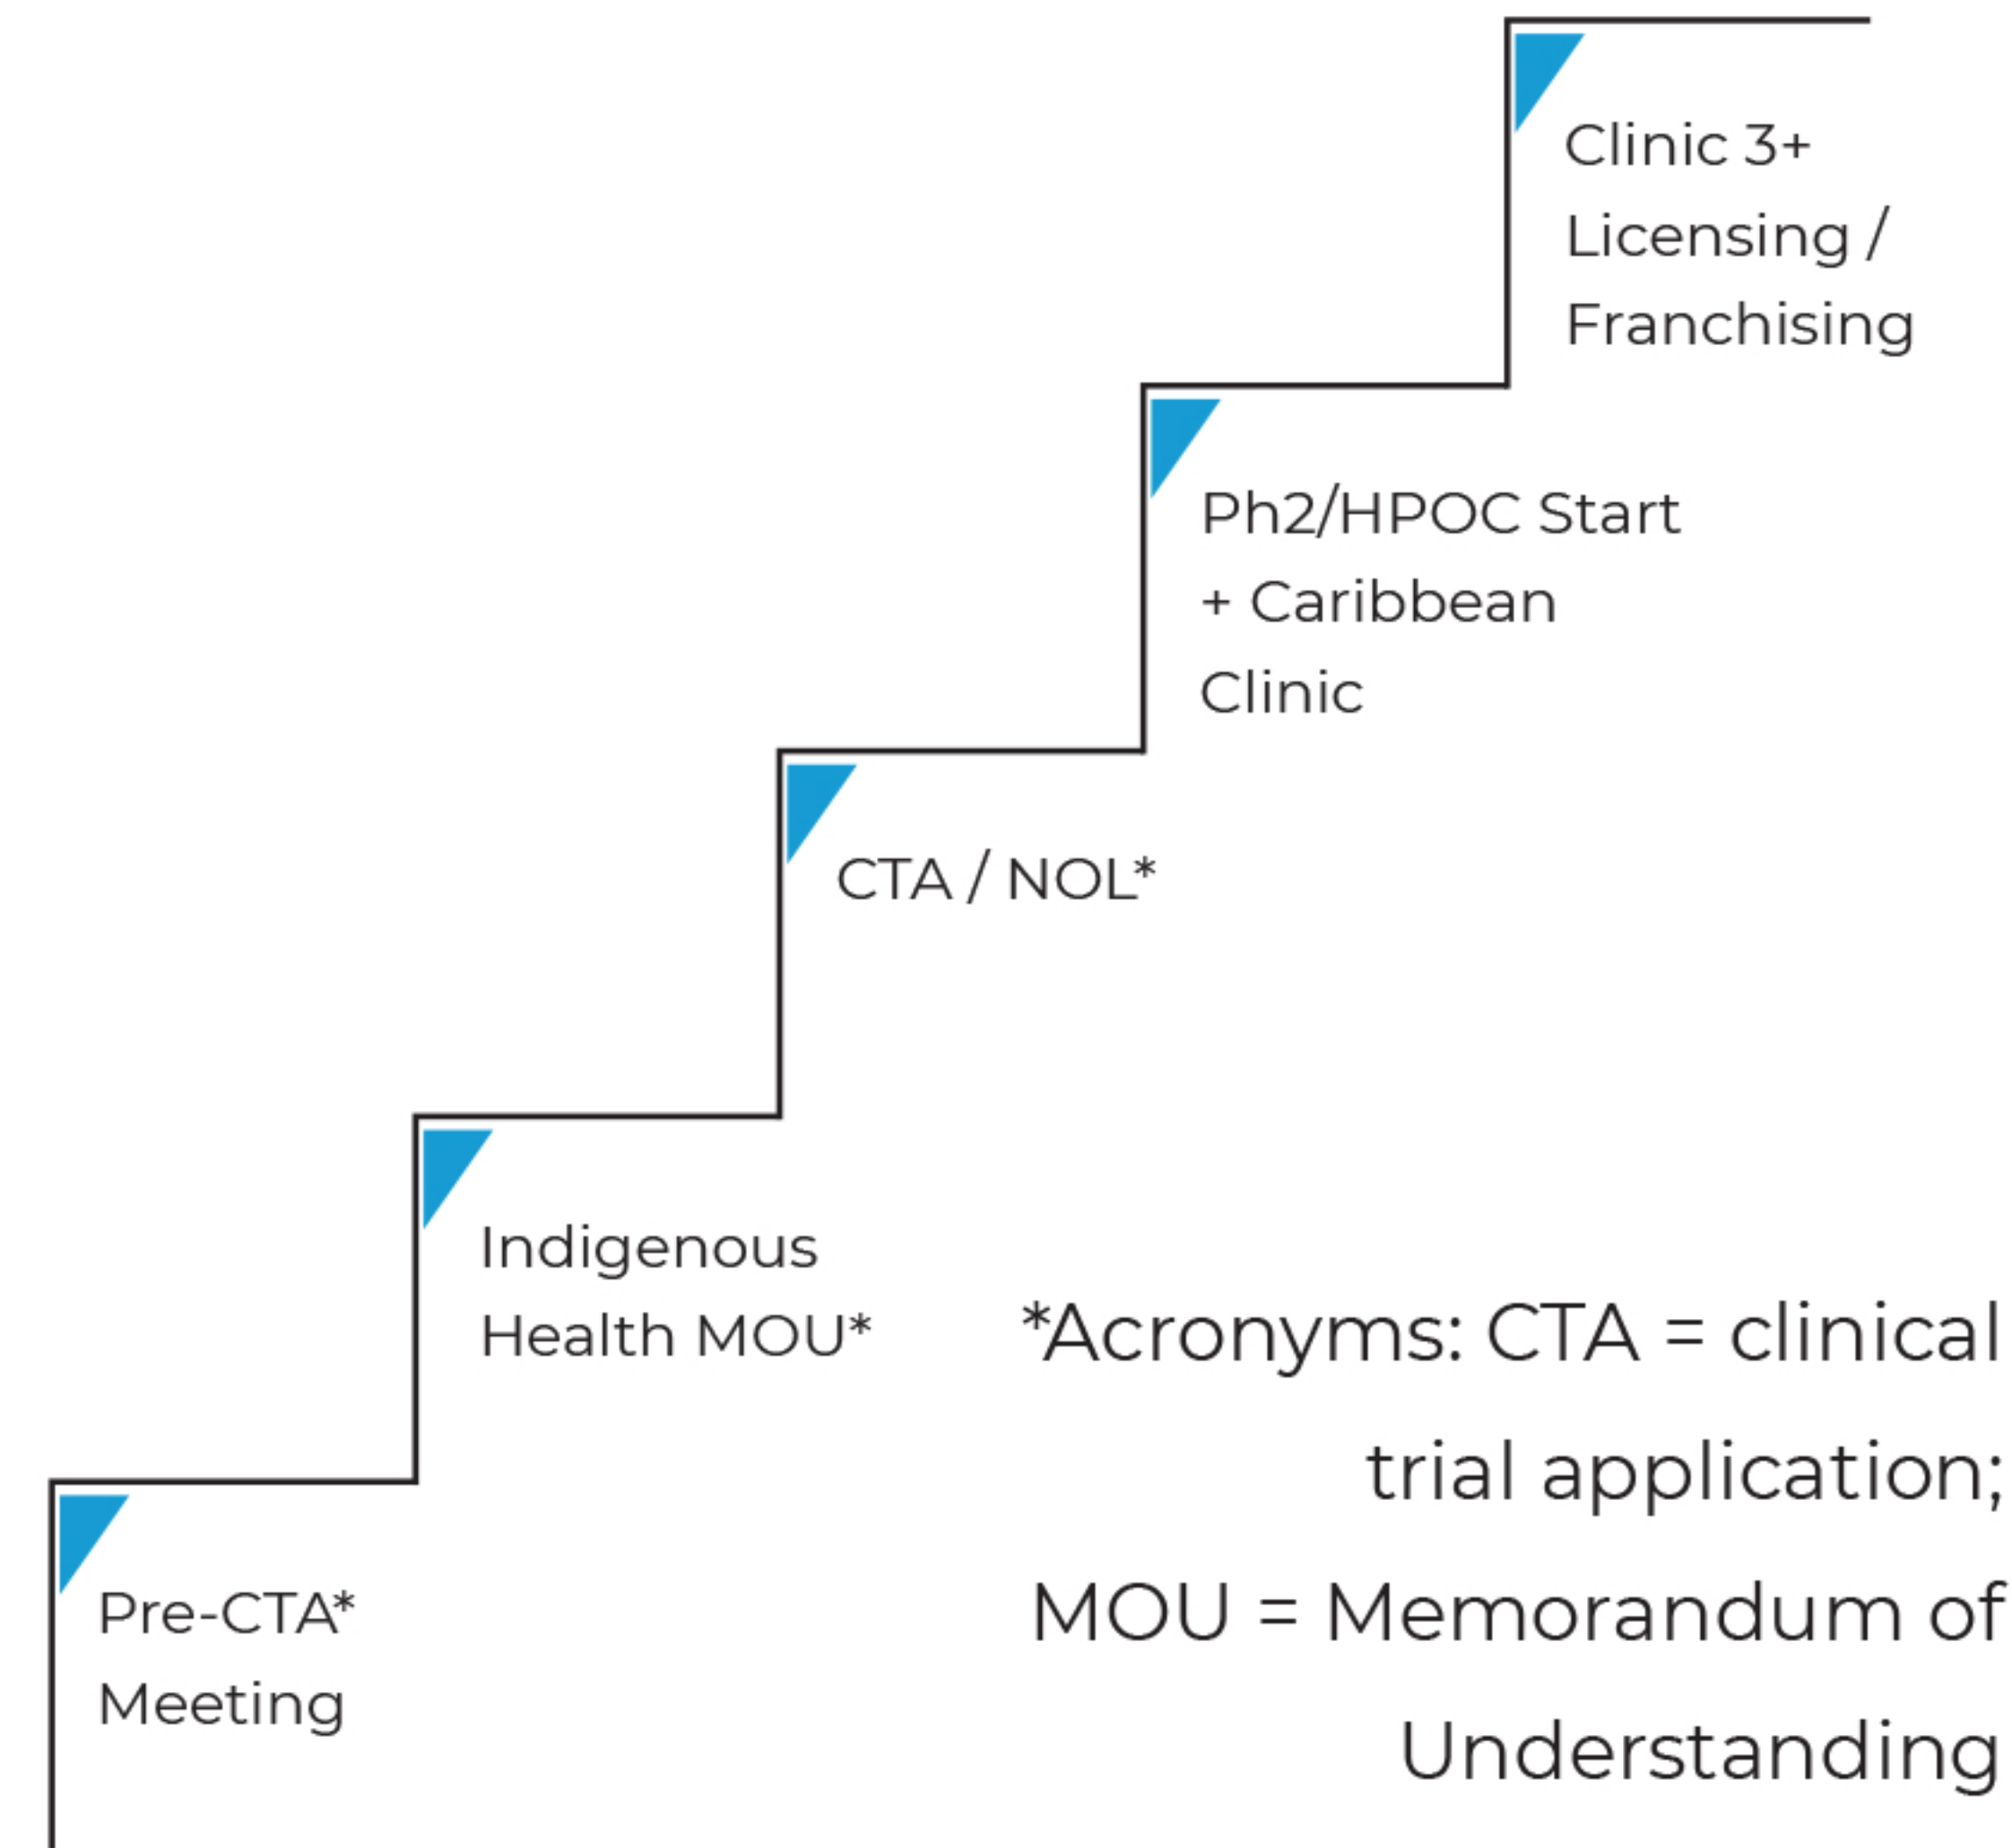 Clinic 3+
Licensing /
Franchising
Ph2/HPOC Start
+ Caribbean
Clinic
CTA / NOL*
Indigenous
Health MOU*
Pre-CTA*
Meeting
*Acronyms: CTA = clinical
trial application;
MOU = Memorandum of
Understanding